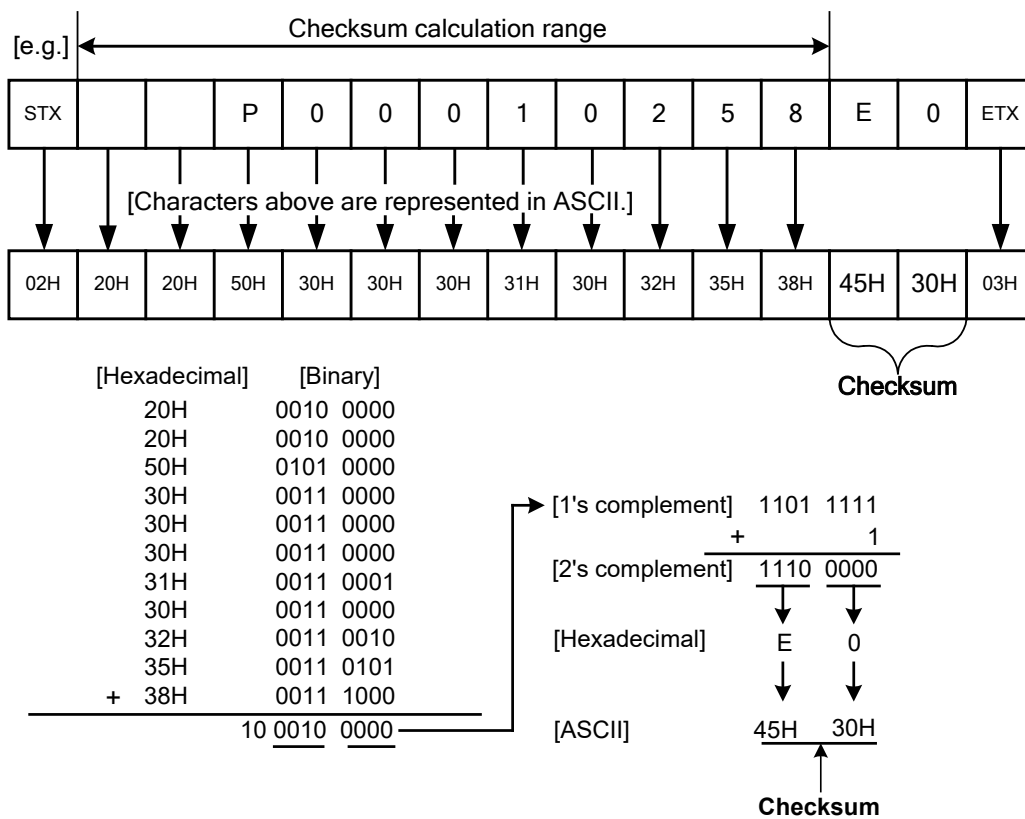 Checksum calculation range
[e.g.]
STX P 0 0 0 1 0 2 5 8 E 0 ETX
[Characters above are represented in ASCII.]
02H 20H 20H 50H 30H 30H 30H 31H 30H 32H 35H 38H 45H 30H 03H
Checksum
[Hexadecimal] [Binary]
20H 0010 0000
20H 0010 0000
50H 0101 0000
30H 0011 0000
30H 0011 0000
30H 0011 0000
31H 0011 0001
30H 0011 0000
32H 0011 0010
35H 0011 0101
+ 38H 0011 1000
10 0010 0000
[1's complement] 1101 1111
+ 1
[2's complement] 1110 0000
[Hexadecimal] E 0
[ASCII] 45H 30H
Checksum